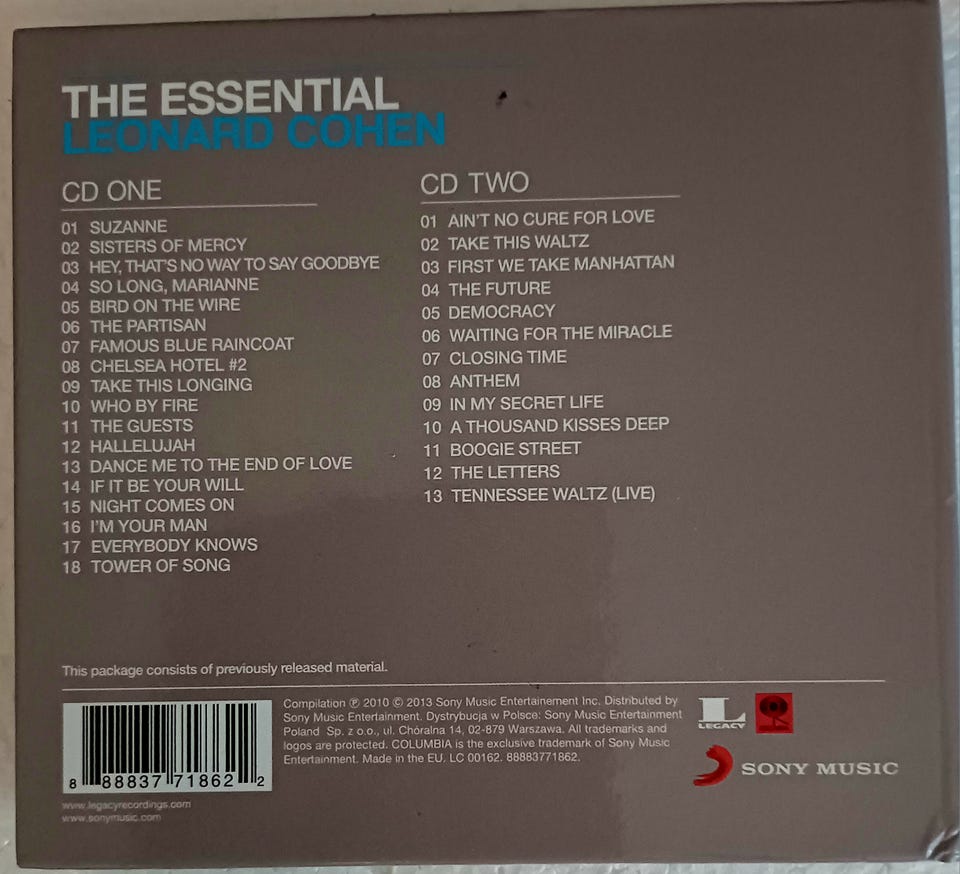 THE ESSENTIAL
LEONARD COHEN
CD ONE
01 SUZANNE
02 SISTERS OF MERCY
03 HEY, THAT'S NO WAY TO SAY GOODBYE
04 SO LONG, MARIANNE
05 BIRD ON THE WIRE
06 THE PARTISAN
07 FAMOUS BLUE RAINCOAT
08 CHELSEA HOTEL #2
09 TAKE THIS LONGING
10 WHO BY FIRE
11 THE GUESTS
12 HALLELUJAH
13 DANCE ME TO THE END OF LOVE
14 IF IT BE YOUR WILL
15 NIGHT COMES ON
16 I'M YOUR MAN
17 EVERYBODY KNOWS
18 TOWER OF SONG
CD TWO
01 AIN'T NO CURE FOR LOVE
02 TAKE THIS WALTZ
03 FIRST WE TAKE MANHATTAN
04 THE FUTURE
05 DEMOCRACY
06 WAITING FOR THE MIRACLE
07 CLOSING TIME
08 ANTHEM
09 IN MY SECRET LIFE
10 A THOUSAND KISSES DEEP
11 BOOGIE STREET
12 THE LETTERS
13 TENNESSEE WALTZ (LIVE)
This package consists of previously released material.
8 88837 71862 2
www.legacyrecordings.com
www.sonymusic.com
Compilation ℗ 2010 © 2013 Sony Music Entertainement Inc. Distributed by
Sony Music Entertainment. Dystrybucja w Polsce: Sony Music Entertainment
Poland Sp. z o.o., ul. Chóralna 14, 02-879 Warszawa. All trademarks and
logos are protected. COLUMBIA is the exclusive trademark of Sony Music
Entertainment. Made in the EU. LC 00162. 88883771862.
L
LEGACY
SONY MUSIC